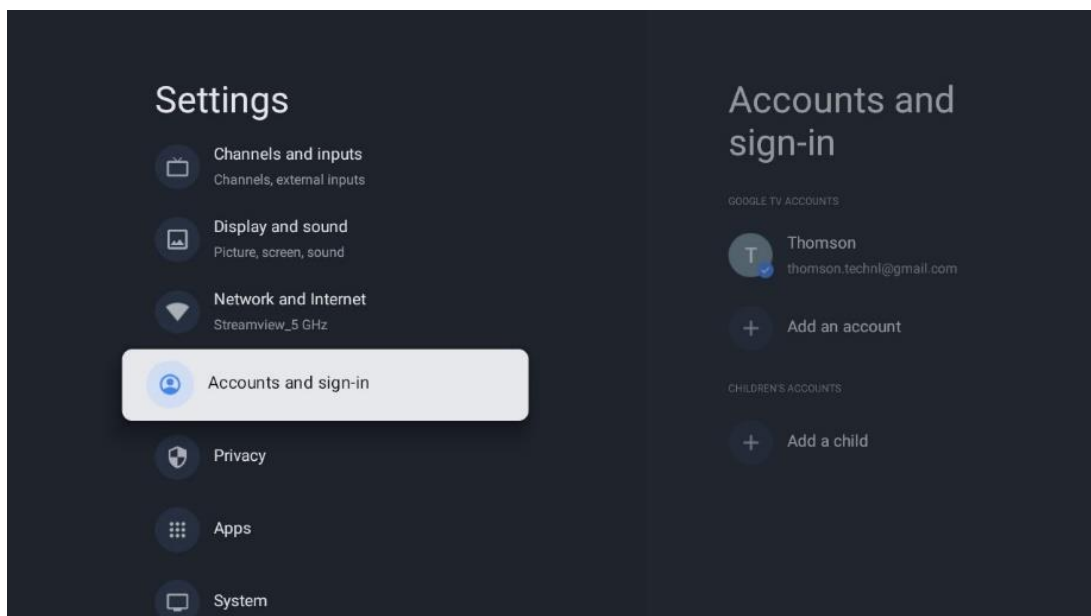 Settings
Channels and inputs
Channels, external inputs
Display and sound
Picture, screen, sound
Network and Internet
Streamview_5 GHz
Accounts and sign-in
Privacy
Apps
System
Accounts and
sign-in
GOOGLE TV ACCOUNTS
T
Thomson
thomson.technl@gmail.com
Add an account
CHILDREN'S ACCOUNTS
Add a child